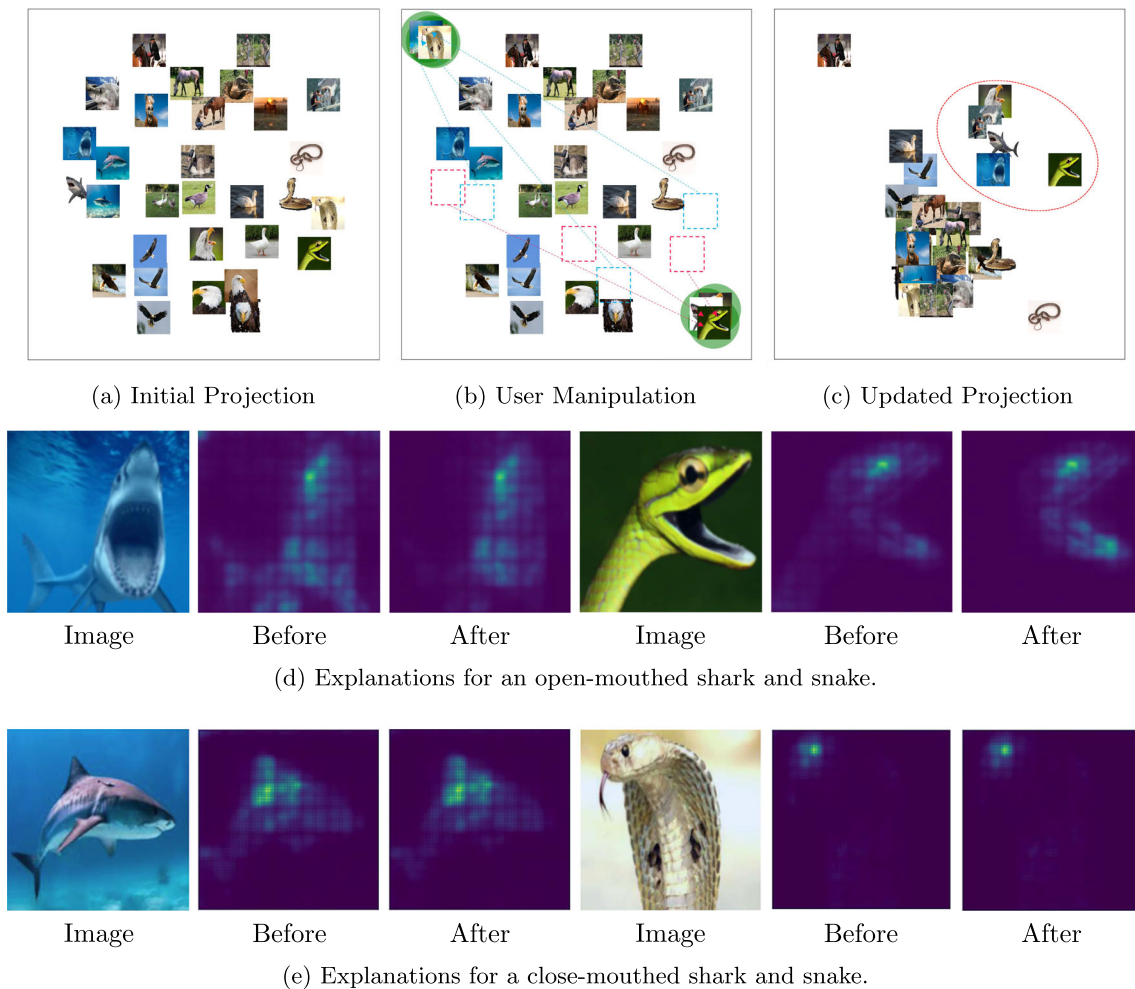 (a) Initial Projection
(b) User Manipulation
(c) Updated Projection
Image
Before
After
Image
Before
After
(d) Explanations for an open-mouthed shark and snake.
Image
Before
After
Image
Before
After
(e) Explanations for a close-mouthed shark and snake.